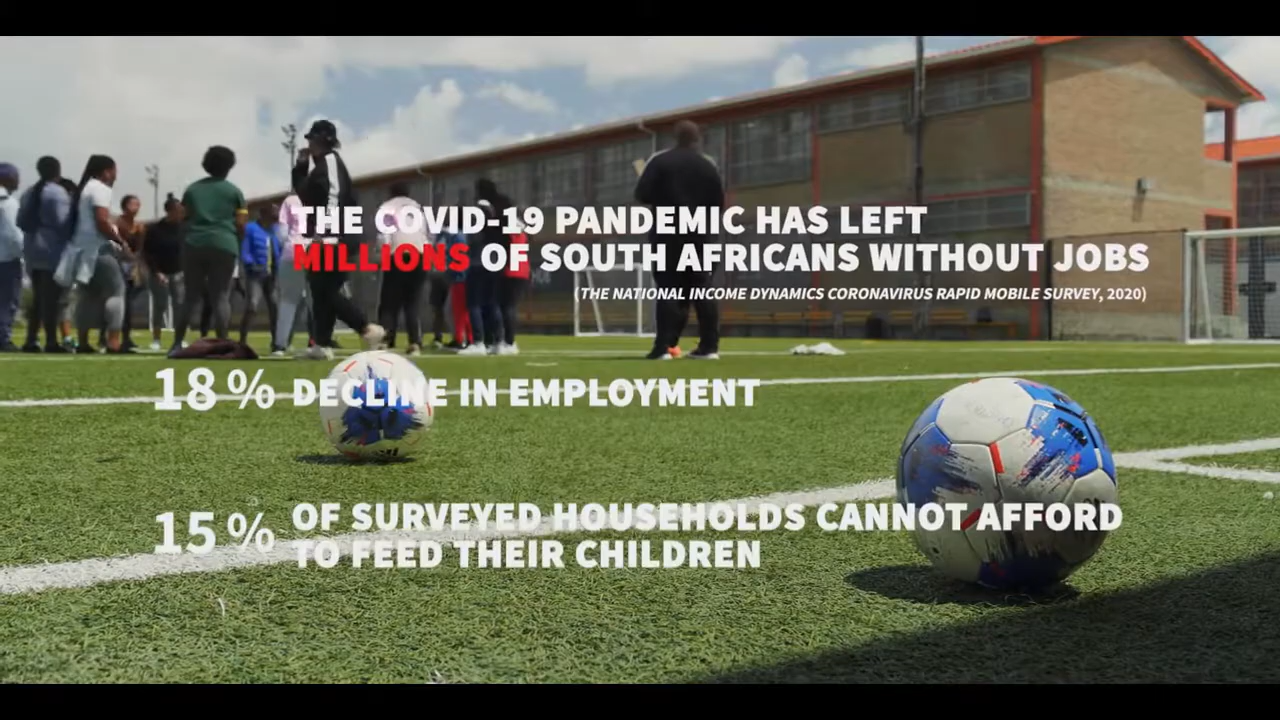 THE COVID-19 PANDEMIC HAS LEFT
MILLIONS OF SOUTH AFRICANS WITHOUT JOBS
(THE NATIONAL INCOME DYNAMICS CORONAVIRUS RAPID MOBILE SURVEY, 2020)
18% DECLINE IN EMPLOYMENT
15% OF SURVEYED HOUSEHOLDS CANNOT AFFORD
TO FEED THEIR CHILDREN